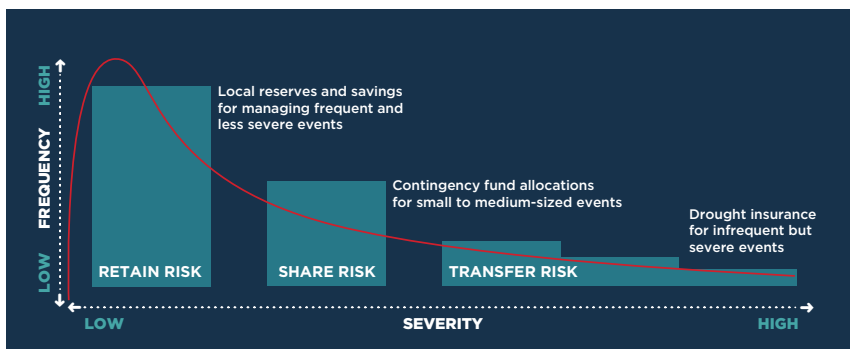 HIGH
FREQUENCY
LOW
Local reserves and savings
for managing frequent and
less severe events
Contingency fund allocations
for small to medium-sized events
Drought insurance
for infrequent but
severe events
RETAIN RISK
SHARE RISK
TRANSFER RISK
LOW
SEVERITY
HIGH